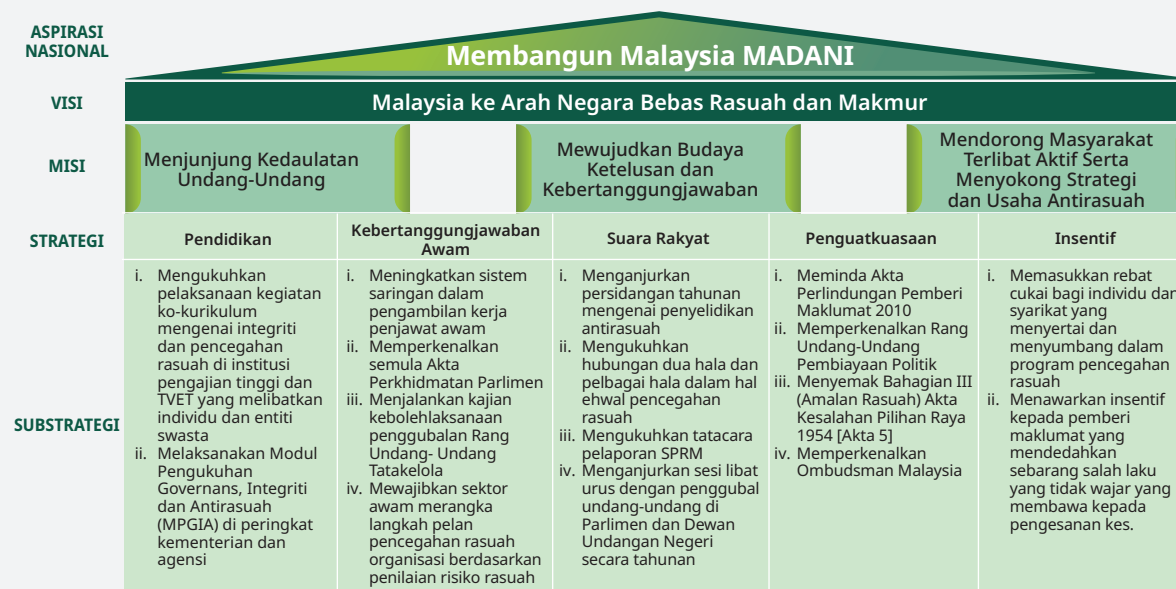 ASPIRASI
NASIONAL
Membangun Malaysia MADANI
VISI
Malaysia ke Arah Negara Bebas Rasuah dan Makmur
MISI
Menjunjung Kedaulatan
Undang-Undang
Mewujudkan Budaya
Ketelusan dan
Kebertanggungjawaban
Mendorong Masyarakat
Terlibat Aktif Serta
Menyokong Strategi
dan Usaha Antirasuah
STRATEGI
Pendidikan
Kebertanggungjawaban
Awam
Suara Rakyat
Penguatkuasaan
Insentif
SUBSTRATEGI
i. Mengukuhkan
pelaksanaan kegiatan
ko-kurikulum
mengenai integriti
dan pencegahan
rasuah di institusi
pengajian tinggi dan
TVET yang melibatkan
individu dan entiti
swasta
ii. Melaksanakan Modul
Pengukuhan
Governans, Integriti
dan Antirasuah
(MPGIA) di peringkat
kementerian dan
agensi
i. Meningkatkan sistem
saringan dalam
pengambilan kerja
penjawat awam
ii. Memperkenalkan
semula Akta
Perkhidmatan Parlimen
iii. Menjalankan kajian
kebolehlaksanaan
penggubalan Rang
Undang- Undang
Tatakelola
iv. Mewajibkan sektor
awam merangka
langkah pelan
pencegahan rasuah
organisasi berdasarkan
penilaian risiko rasuah
i. Menganjurkan
persidangan tahunan
mengenai penyelidikan
antirasuah
ii. Mengukuhkan
hubungan dua hala dan
pelbagai hala dalam hal
ehwal pencegahan
rasuah
iii. Mengukuhkan tatacara
pelaporan SPRM
iv. Menganjurkan sesi libat
urus dengan penggubal
undang-undang di
Parlimen dan Dewan
Undangan Negeri
secara tahunan
i. Meminda Akta
Perlindungan Pemberi
Maklumat 2010
ii. Memperkenalkan Rang
Undang-Undang
Pembiayaan Politik
iii. Menyemak Bahagian III
(Amalan Rasuah) Akta
Kesalahan Pilihan Raya
1954 [Akta 5]
iv. Memperkenalkan
Ombudsman Malaysia
i. Memasukkan rebat
cukai bagi individu dan
syarikat yang
menyertai dan
menyumbang dalam
program pencegahan
rasuah
ii. Menawarkan insentif
kepada pemberi
maklumat yang
mendedahkan
sebarang salah laku
yang tidak wajar yang
membawa kepada
pengesanan kes.